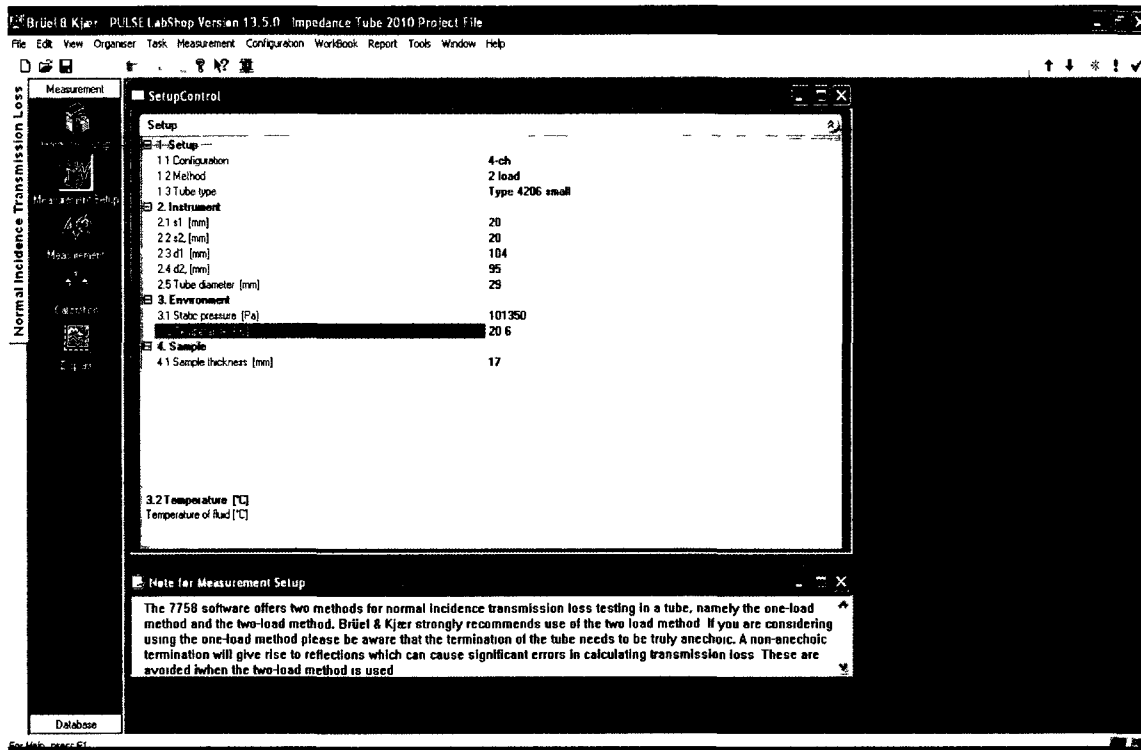 Brüel & Kjær PULSE LabShop Version 13.5.0 Impedance Tube 2010 Project File
File Edit View Organiser Task Measurement Configuration WorkBook Report Tools Window Help
Measurement
Normal Incidence Transmission Loss
Measurement Setup
Measurement
Calibration
Database
SetupControl
Setup
1. Setup
1 1 Configuration 4-ch
1 2 Method 2 load
1 3 Tube type Type 4206 small
2. Instrument
2.1 s1 [mm] 20
2 2 s2, [mm] 20
2 3 d1 [mm] 104
2.4 d2, [mm] 95
2.5 Tube diameter [mm] 29
3. Environment
3.1 Static pressure [Pa] 101350
20 6
4. Sample
4 1 Sample thickness [mm] 17
3.2 Temperature [°C]
Temperature of fluid [°C]
Note for Measurement Setup
The 7758 software offers two methods for normal incidence transmission loss testing in a tube, namely the one-load
method and the two-load method. Brüel & Kjær strongly recommends use of the two load method If you are considering
using the one-load method please be aware that the termination of the tube needs to be truly anechoic. A non-anechoic
termination will give rise to reflections which can cause significant errors in calculating transmission loss These are
avoided iwhen the two-load method is used
For Help, press F1